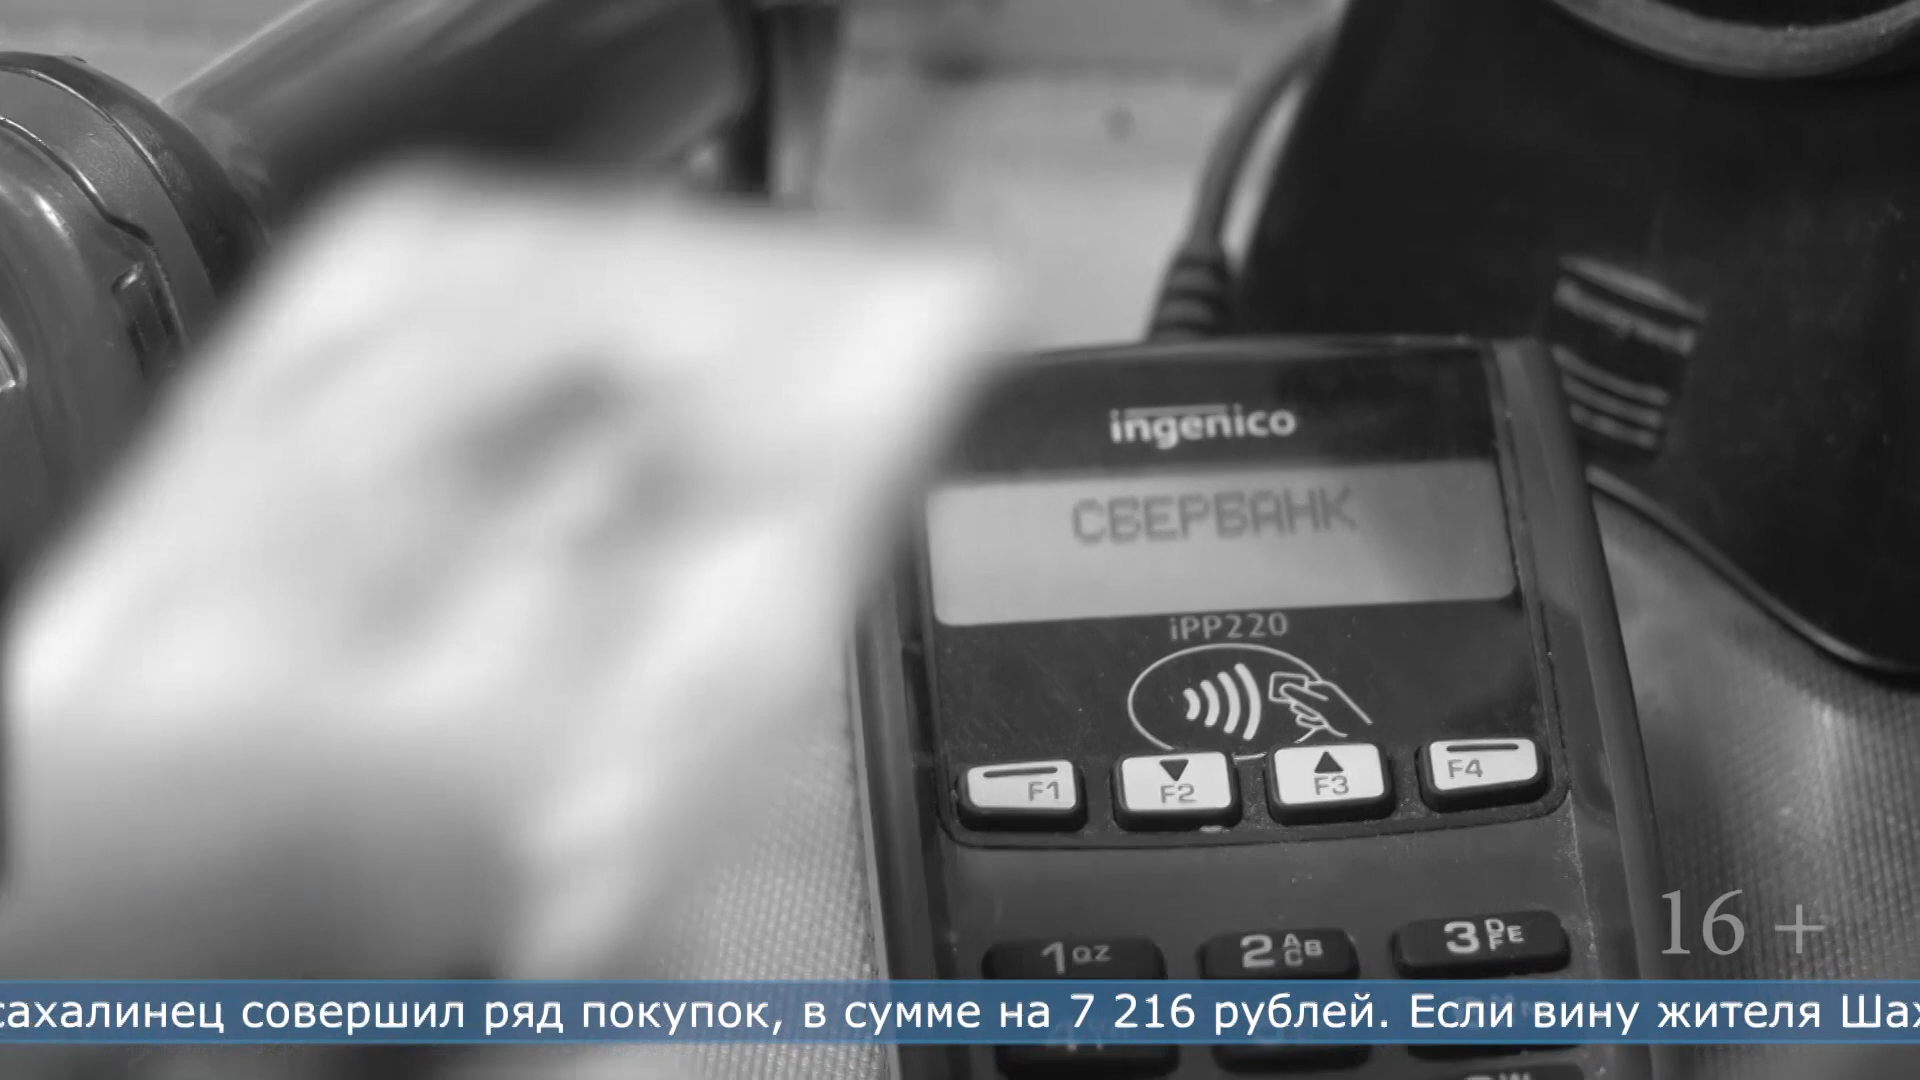 ingenico
СБЕРБАНК
iPP220
F1 F2 F3 F4
1QZ 2ABC 3DEF
16 +
сахалинец совершил ряд покупок, в сумме на 7 216 рублей. Если вину жителя Шах